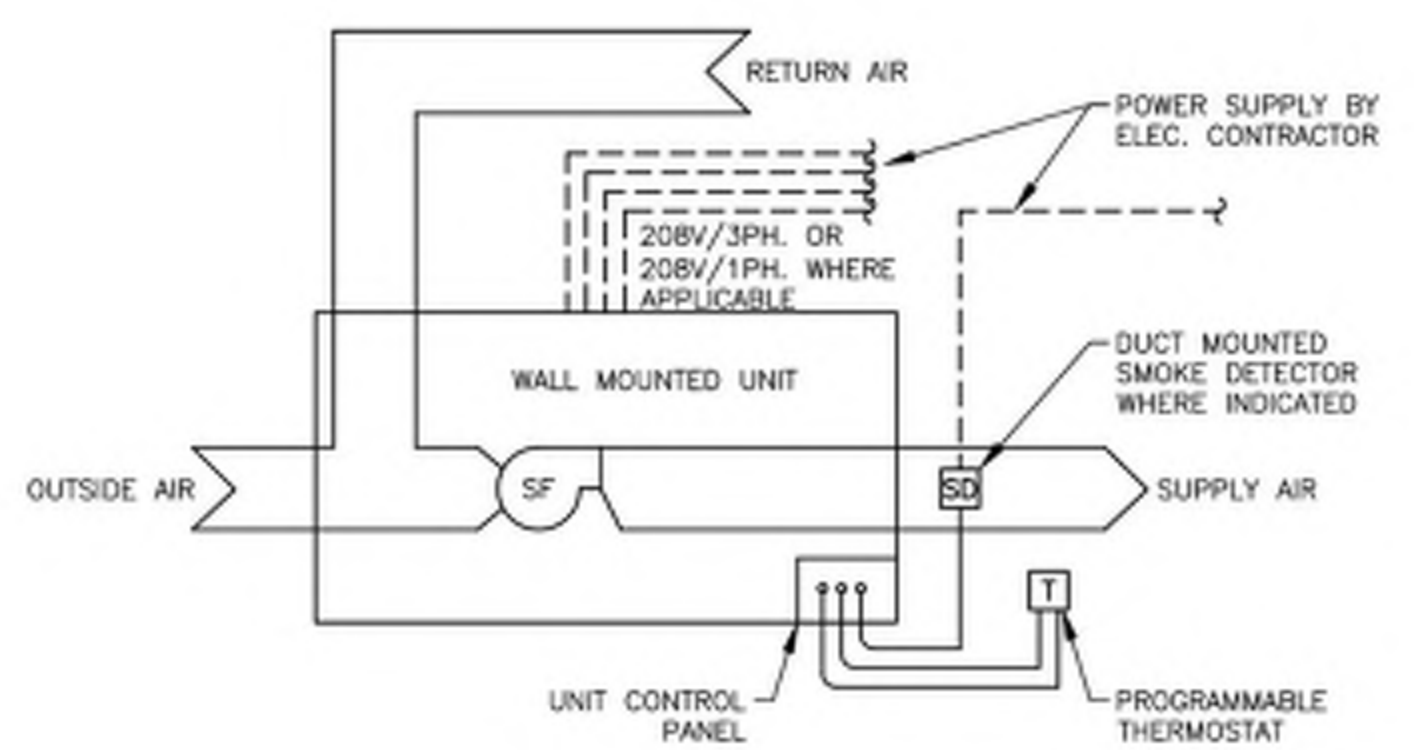 RETURN AIR
POWER SUPPLY BY
ELEC. CONTRACTOR
208V/3PH. OR
208V/1PH. WHERE
APPLICABLE
DUCT MOUNTED
SMOKE DETECTOR
WHERE INDICATED
WALL MOUNTED UNIT
OUTSIDE AIR
SF
SD
SUPPLY AIR
T
UNIT CONTROL
PANEL
PROGRAMMABLE
THERMOSTAT